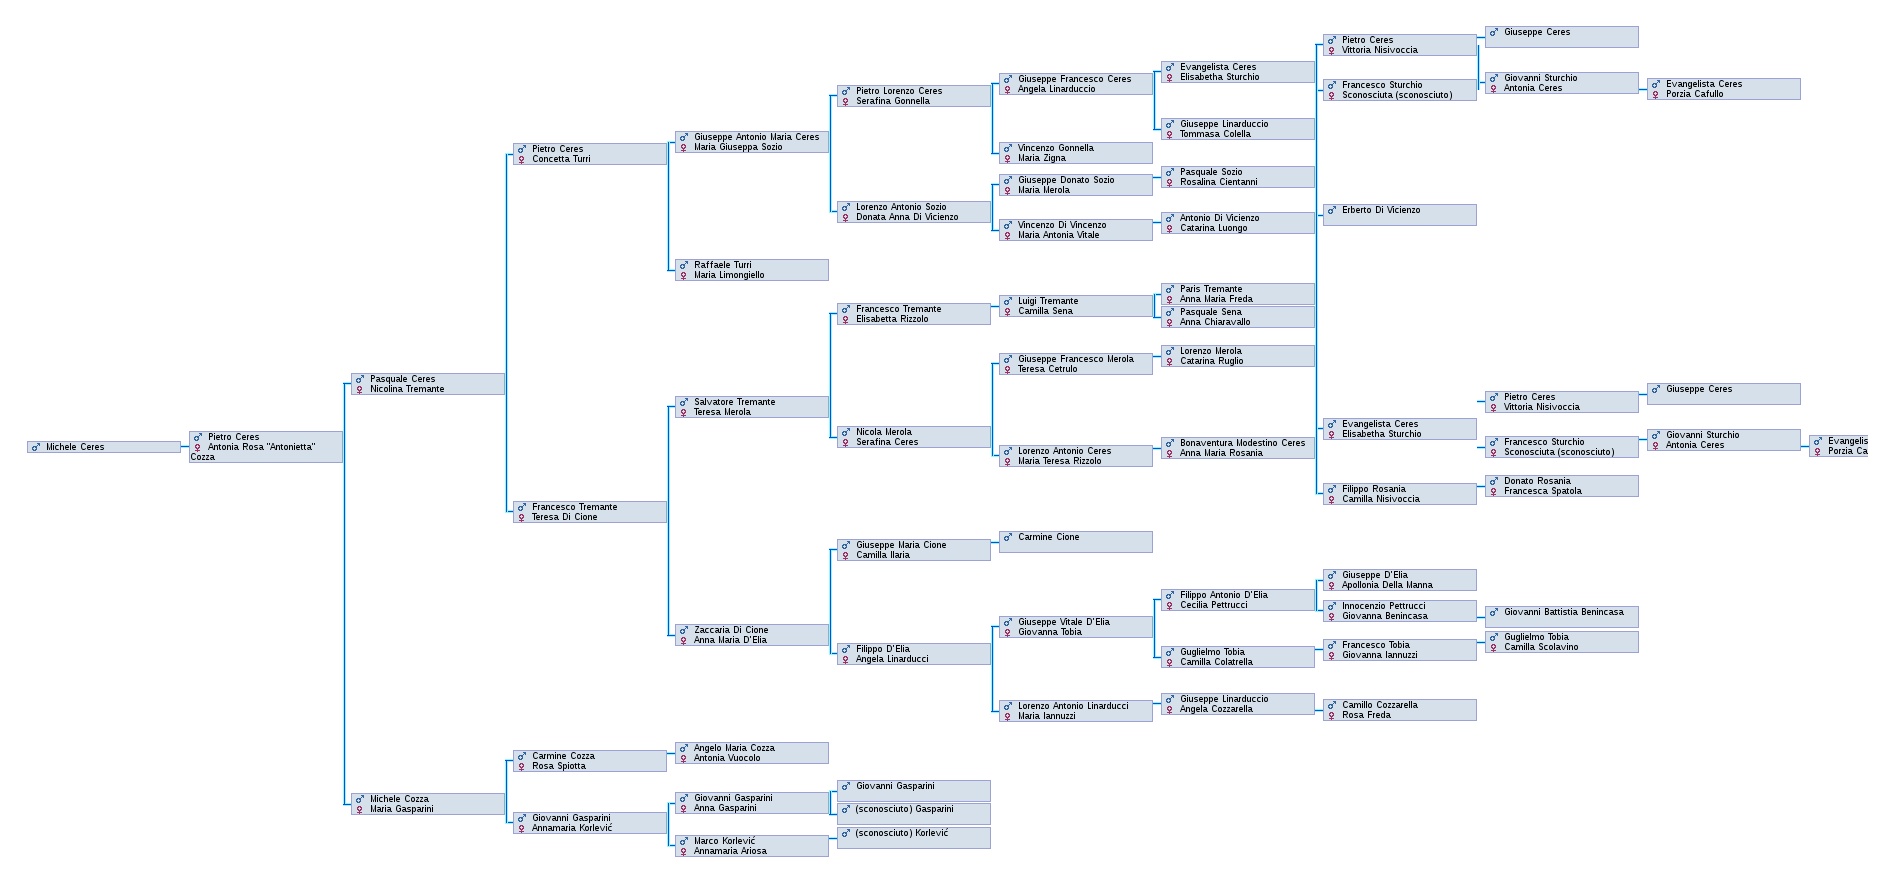 Michele Ceres
Pietro Ceres
Antonia Rosa "Antonietta"
Cozza
Pasquale Ceres
Nicolina Tremante
Michele Cozza
Maria Gasparini
Pietro Ceres
Concetta Turri
Francesco Tremante
Teresa Di Cione
Carmine Cozza
Rosa Spiotta
Giovanni Gasparini
Annamaria Korlević
Giuseppe Antonio Maria Ceres
Maria Giuseppa Sozio
Raffaele Turri
Maria Limongiello
Salvatore Tremante
Teresa Merola
Zaccaria Di Cione
Anna Maria D'Elia
Angelo Maria Cozza
Antonia Vuocolo
Giovanni Gasparini
Anna Gasparini
Marco Korlević
Annamaria Ariosa
Pietro Lorenzo Ceres
Serafina Gonnella
Lorenzo Antonio Sozio
Donata Anna Di Vicienzo
Francesco Tremante
Elisabetta Rizzolo
Nicola Merola
Serafina Ceres
Giuseppe Maria Cione
Camilla Ilaria
Filippo D'Elia
Angela Linarducci
Giovanni Gasparini
(sconosciuto) Gasparini
(sconosciuto) Korlević
Giuseppe Francesco Ceres
Angela Linarduccio
Vincenzo Gonnella
Maria Zigna
Giuseppe Donato Sozio
Maria Merola
Vincenzo Di Vincenzo
Maria Antonia Vitale
Luigi Tremante
Camilla Sena
Giuseppe Francesco Merola
Teresa Cetrulo
Lorenzo Antonio Ceres
Maria Teresa Rizzolo
Carmine Cione
Giuseppe Vitale D'Elia
Giovanna Tobia
Lorenzo Antonio Linarducci
Maria Iannuzzi
Evangelista Ceres
Elisabetha Sturchio
Giuseppe Linarduccio
Tommasa Colella
Pasquale Sozio
Rosalina Cientanni
Antonio Di Vicienzo
Catarina Luongo
Paris Tremante
Anna Maria Freda
Pasquale Sena
Anna Chiaravallo
Lorenzo Merola
Catarina Ruglio
Bonaventura Modestino Ceres
Anna Maria Rosania
Filippo Antonio D'Elia
Cecilia Pettrucci
Guglielmo Tobia
Camilla Colatrella
Giuseppe Linarduccio
Angela Cozzarella
Pietro Ceres
Vittoria Nisivoccia
Francesco Sturchio
Sconosciuta (sconosciuto)
Erberto Di Vicienzo
Evangelista Ceres
Elisabetha Sturchio
Filippo Rosania
Camilla Nisivoccia
Giuseppe D'Elia
Apollonia Della Manna
Innocenzio Pettrucci
Giovanna Benincasa
Francesco Tobia
Giovanna Iannuzzi
Camillo Cozzarella
Rosa Freda
Giuseppe Ceres
Giovanni Sturchio
Antonia Ceres
Pietro Ceres
Vittoria Nisivoccia
Francesco Sturchio
Sconosciuta (sconosciuto)
Donato Rosania
Francesca Spatola
Giovanni Battistia Benincasa
Guglielmo Tobia
Camilla Scolavino
Evangelista Ceres
Porzia Cafullo
Giuseppe Ceres
Giovanni Sturchio
Antonia Ceres
Evangelis
Porzia Ca